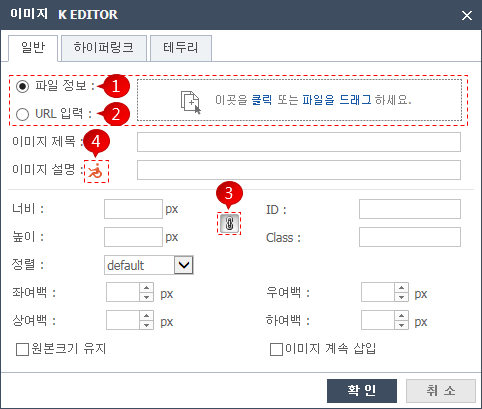 이미지 K EDITOR
일반 하이퍼링크 테두리
파일 정보 : 1
URL 입력 : 2
이곳을 클릭 또는 파일을 드래그 하세요.
이미지 제목 : 4
이미지 설명 :
3
너비 : px ID :
높이 : px Class :
정렬 : default
좌여백 : px 우여백 : px
상여백 : px 하여백 : px
원본크기 유지 이미지 계속 삽입
확 인 취 소